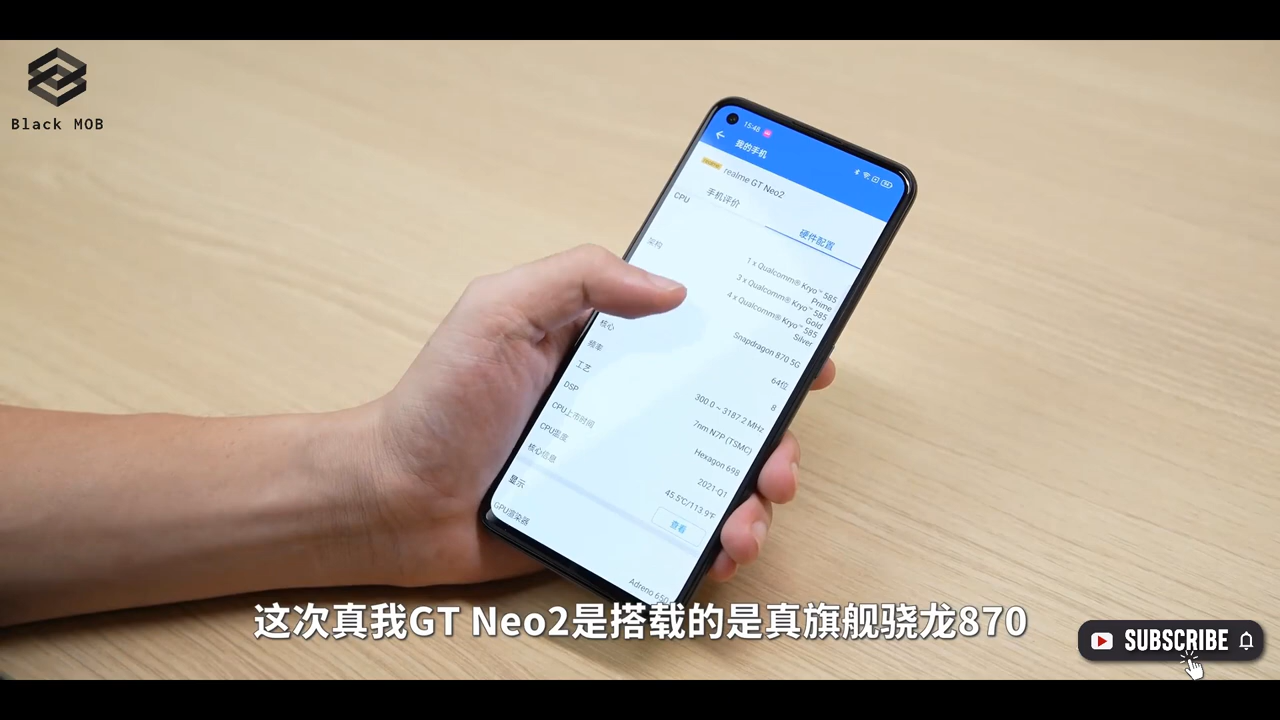 Black MOB
15:48
我的手机
realme
realme GT Neo2
手机评价
硬件配置
CPU
架构
1 x Qualcomm® Kryo™ 585
Prime
3 x Qualcomm® Kryo™ 585
Gold
4 x Qualcomm® Kryo™ 585
Silver
Snapdragon 870 5G
64位
核心
8
频率
300.0 ~ 3187.2 MHz
工艺
7nm N7P (TSMC)
DSP
Hexagon 698
CPU上市时间
2021-Q1
CPU温度
45.5℃/113.9℉
核心信息
查看
显示
GPU渲染器
Adreno 650
这次真我GT Neo2是搭载的是真旗舰骁龙870
SUBSCRIBE